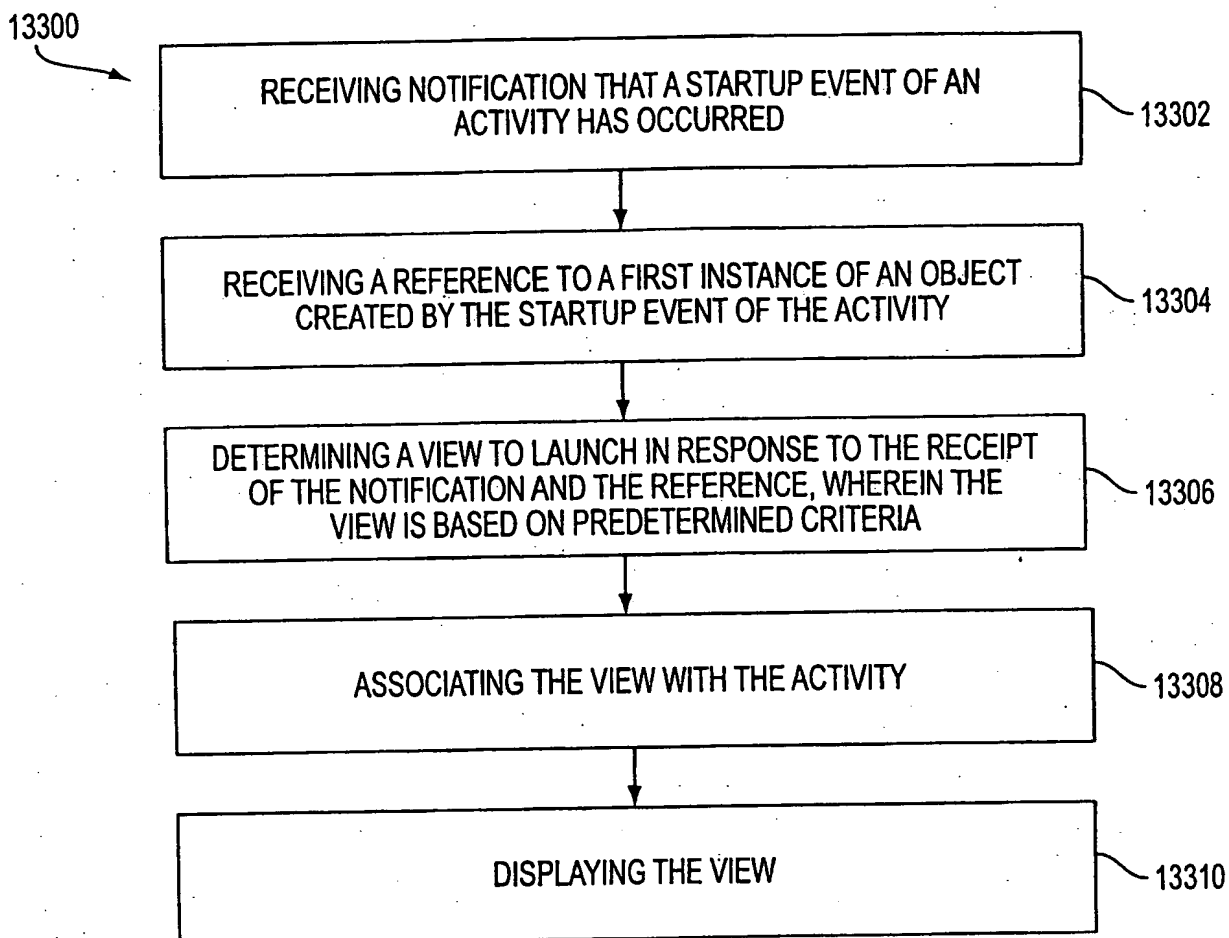 13300
RECEIVING NOTIFICATION THAT A STARTUP EVENT OF AN
ACTIVITY HAS OCCURRED
13302
RECEIVING A REFERENCE TO A FIRST INSTANCE OF AN OBJECT
CREATED BY THE STARTUP EVENT OF THE ACTIVITY
13304
DETERMINING A VIEW TO LAUNCH IN RESPONSE TO THE RECEIPT
OF THE NOTIFICATION AND THE REFERENCE, WHEREIN THE
VIEW IS BASED ON PREDETERMINED CRITERIA
13306
ASSOCIATING THE VIEW WITH THE ACTIVITY
13308
DISPLAYING THE VIEW
13310